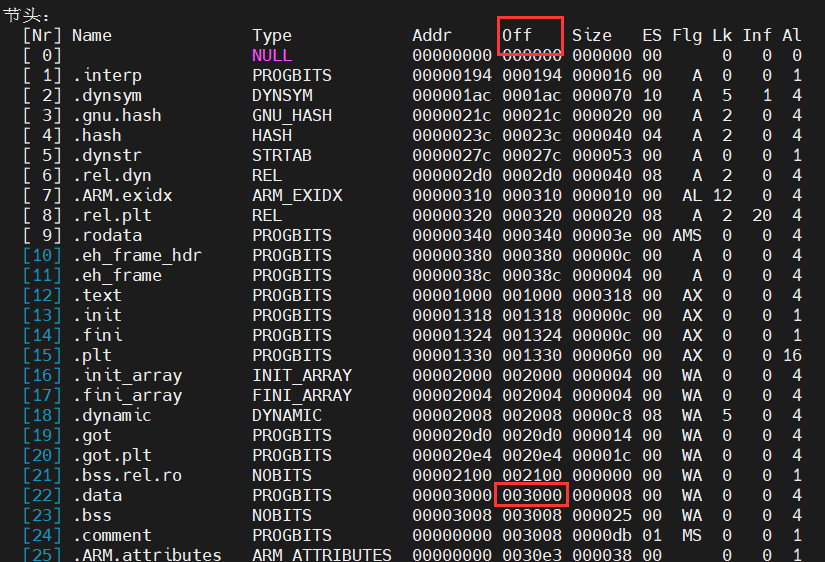 节头：
[Nr] Name Type Addr Off Size ES Flg Lk Inf Al
[ 0] NULL 00000000 000000 000000 00 0 0 0
[ 1] .interp PROGBITS 00000194 000194 000016 00 A 0 0 1
[ 2] .dynsym DYNSYM 000001ac 0001ac 000070 10 A 5 1 4
[ 3] .gnu.hash GNU_HASH 0000021c 00021c 000020 00 A 2 0 4
[ 4] .hash HASH 0000023c 00023c 000040 04 A 2 0 4
[ 5] .dynstr STRTAB 0000027c 00027c 000053 00 A 0 0 1
[ 6] .rel.dyn REL 000002d0 0002d0 000040 08 A 2 0 4
[ 7] .ARM.exidx ARM_EXIDX 00000310 000310 000010 00 AL 12 0 4
[ 8] .rel.plt REL 00000320 000320 000020 08 A 2 20 4
[ 9] .rodata PROGBITS 00000340 000340 00003e 00 AMS 0 0 4
[10] .eh_frame_hdr PROGBITS 00000380 000380 00000c 00 A 0 0 4
[11] .eh_frame PROGBITS 0000038c 00038c 000004 00 A 0 0 4
[12] .text PROGBITS 00001000 001000 000318 00 AX 0 0 4
[13] .init PROGBITS 00001318 001318 00000c 00 AX 0 0 1
[14] .fini PROGBITS 00001324 001324 00000c 00 AX 0 0 1
[15] .plt PROGBITS 00001330 001330 000060 00 AX 0 0 16
[16] .init_array INIT_ARRAY 00002000 002000 000004 00 WA 0 0 4
[17] .fini_array FINI_ARRAY 00002004 002004 000004 00 WA 0 0 4
[18] .dynamic DYNAMIC 00002008 002008 0000c8 08 WA 5 0 4
[19] .got PROGBITS 000020d0 0020d0 000014 00 WA 0 0 4
[20] .got.plt PROGBITS 000020e4 0020e4 00001c 00 WA 0 0 4
[21] .bss.rel.ro NOBITS 00002100 002100 000000 00 WA 0 0 1
[22] .data PROGBITS 00003000 003000 000008 00 WA 0 0 4
[23] .bss NOBITS 00003008 003008 000025 00 WA 0 0 4
[24] .comment PROGBITS 00000000 003008 0000db 01 MS 0 0 1
[25] .ARM.attributes ARM_ATTRIBUTES 00000000 0030e3 000038 00 0 0 1